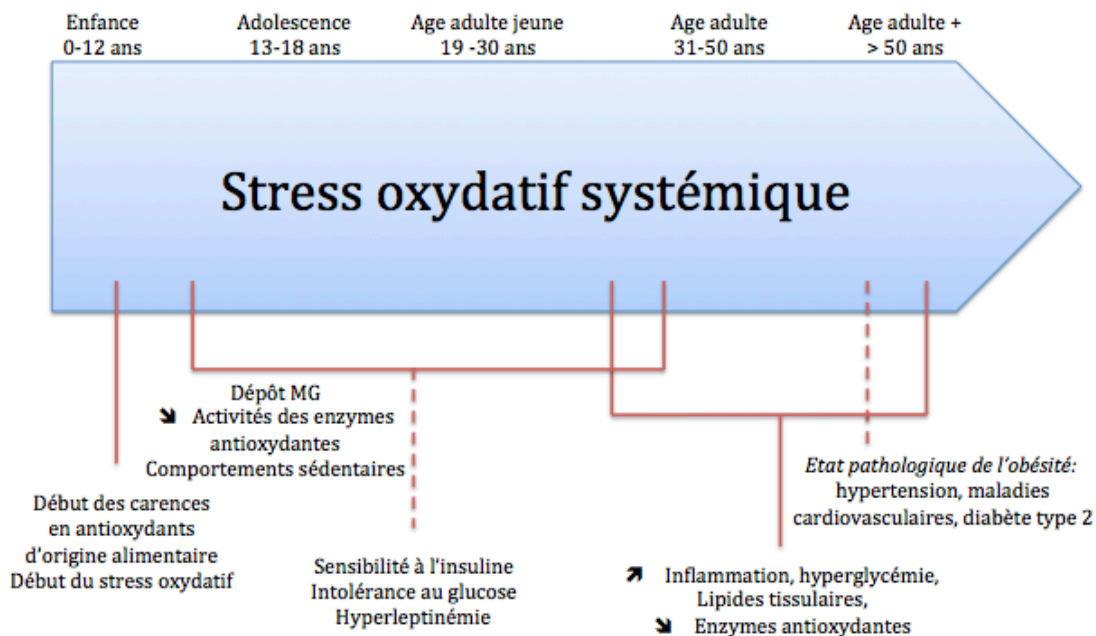 Enfance
0-12 ans
Adolescence
13-18 ans
Age adulte jeune
19 -30 ans
Age adulte
31-50 ans
Age adulte +
> 50 ans
Stress oxydatif systémique
Début des carences
en antioxydants
d'origine alimentaire
Début du stress oxydatif
Dépôt MG
↘ Activités des enzymes
antioxydantes
Comportements sédentaires
Sensibilité à l'insuline
Intolérance au glucose
Hyperleptinémie
↗ Inflammation, hyperglycémie,
Lipides tissulaires,
↘ Enzymes antioxydantes
Etat pathologique de l'obésité:
hypertension, maladies
cardiovasculaires, diabète type 2